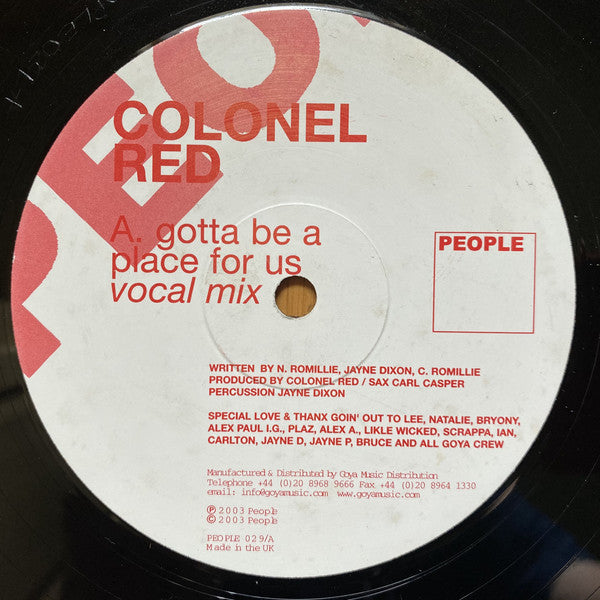 COLONEL
RED
A. gotta be a
place for us
vocal mix
PEOPLE
WRITTEN BY N. ROMILLIE, JAYNE DIXON, C. ROMILLIE
PRODUCED BY COLONEL RED / SAX CARL CASPER
PERCUSSION JAYNE DIXON
SPECIAL LOVE & THANX GOIN' OUT TO LEE, NATALIE, BRYONY,
ALEX PAUL I.G., PLAZ, ALEX A., LIKLE WICKED, SCRAPPA, IAN,
CARLTON, JAYNE D, JAYNE P, BRUCE AND ALL GOYA CREW
Manufactured & Distributed by Goya Music Distribution
Telephone +44 (0)20 8968 9666 Fax +44 (0)20 8964 1330
email: info@goyamusic.com www.goyamusic.com
℗ 2003 People
© 2003 People
PEOPLE 029/A
Made in the UK